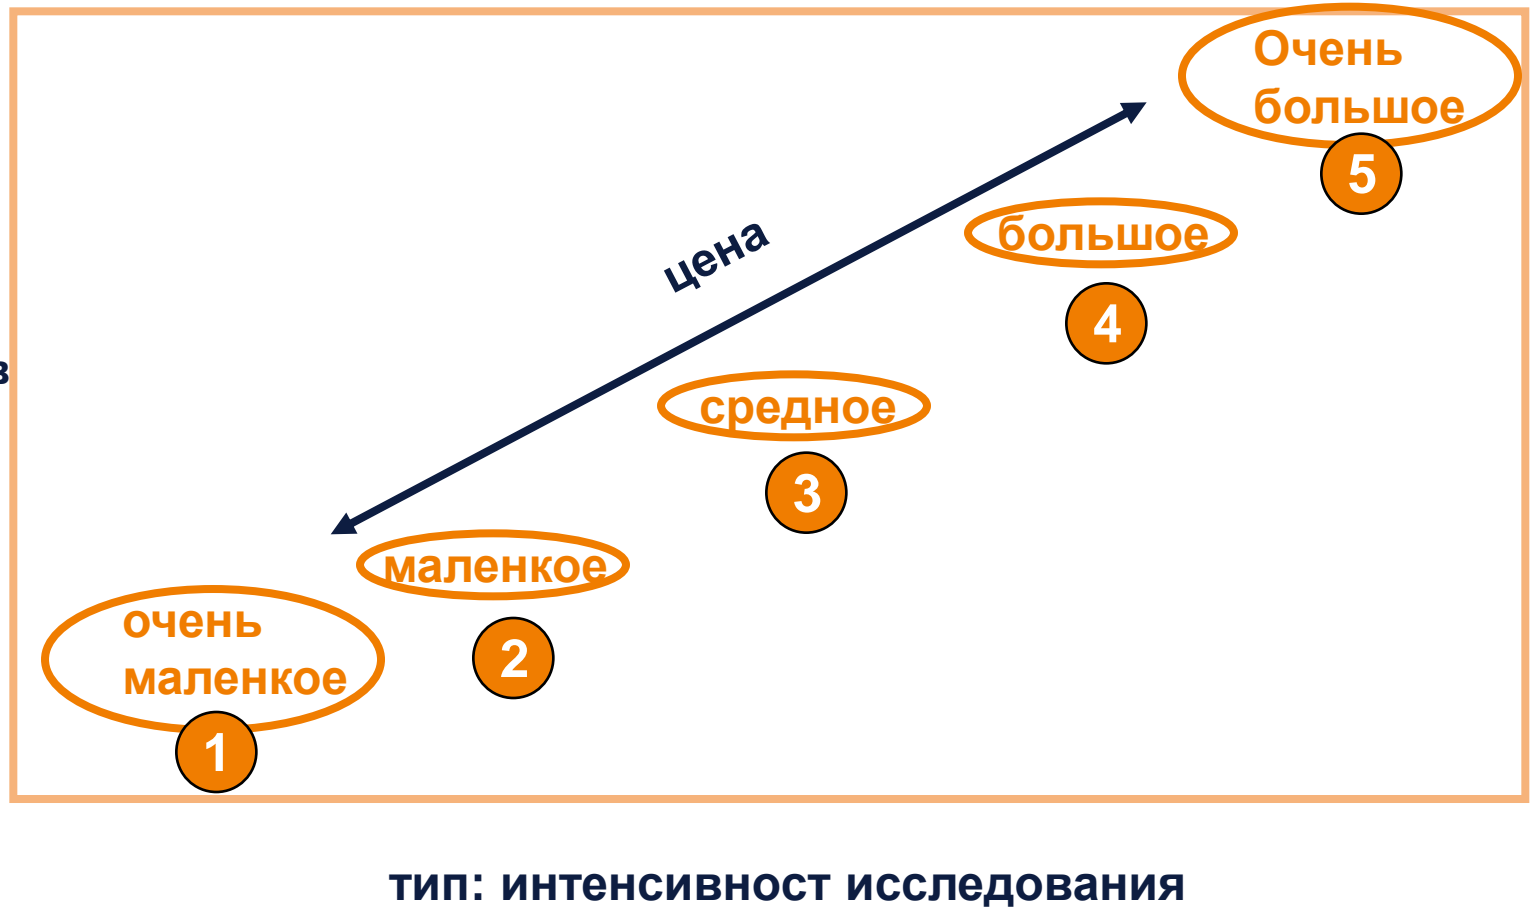 Очень
большое
5
большое
4
цена
средное
3
маленкое
2
очень
маленкое
1
тип: интенсивност исследования